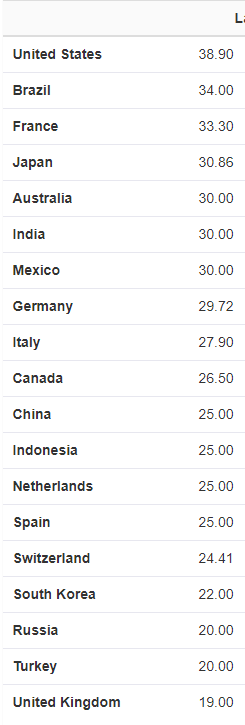 United States 38.90
Brazil 34.00
France 33.30
Japan 30.86
Australia 30.00
India 30.00
Mexico 30.00
Germany 29.72
Italy 27.90
Canada 26.50
China 25.00
Indonesia 25.00
Netherlands 25.00
Spain 25.00
Switzerland 24.41
South Korea 22.00
Russia 20.00
Turkey 20.00
United Kingdom 19.00